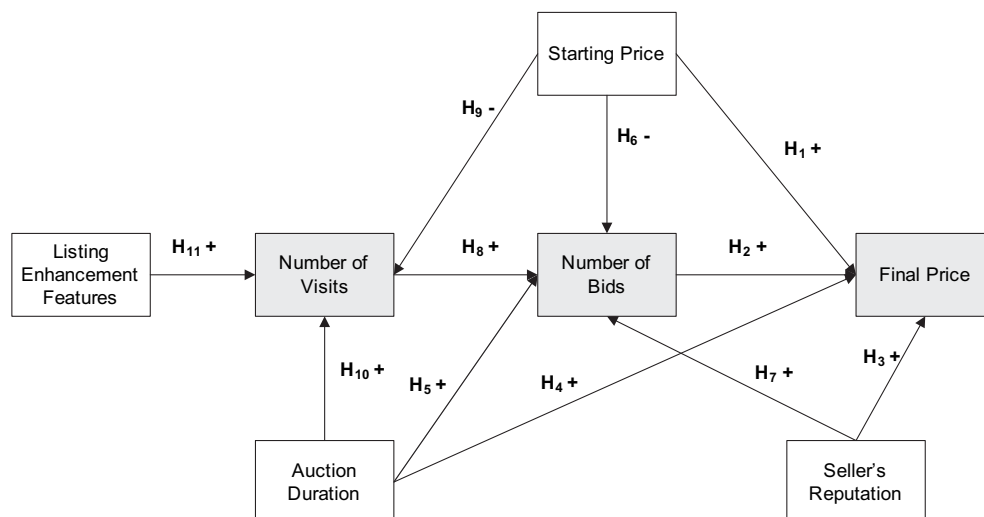 Starting Price
H9 -
H6 -
H1 +
Listing
Enhancement
Features
H11 +
Number of
Visits
H8 +
Number of
Bids
H2 +
Final Price
H10 +
H5 +
H4 +
H7 +
H3 +
Auction
Duration
Seller's
Reputation